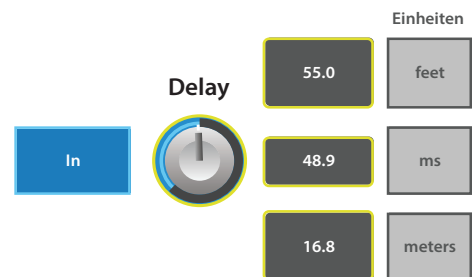 Einheiten
55.0 feet
Delay
In 48.9 ms
16.8 meters